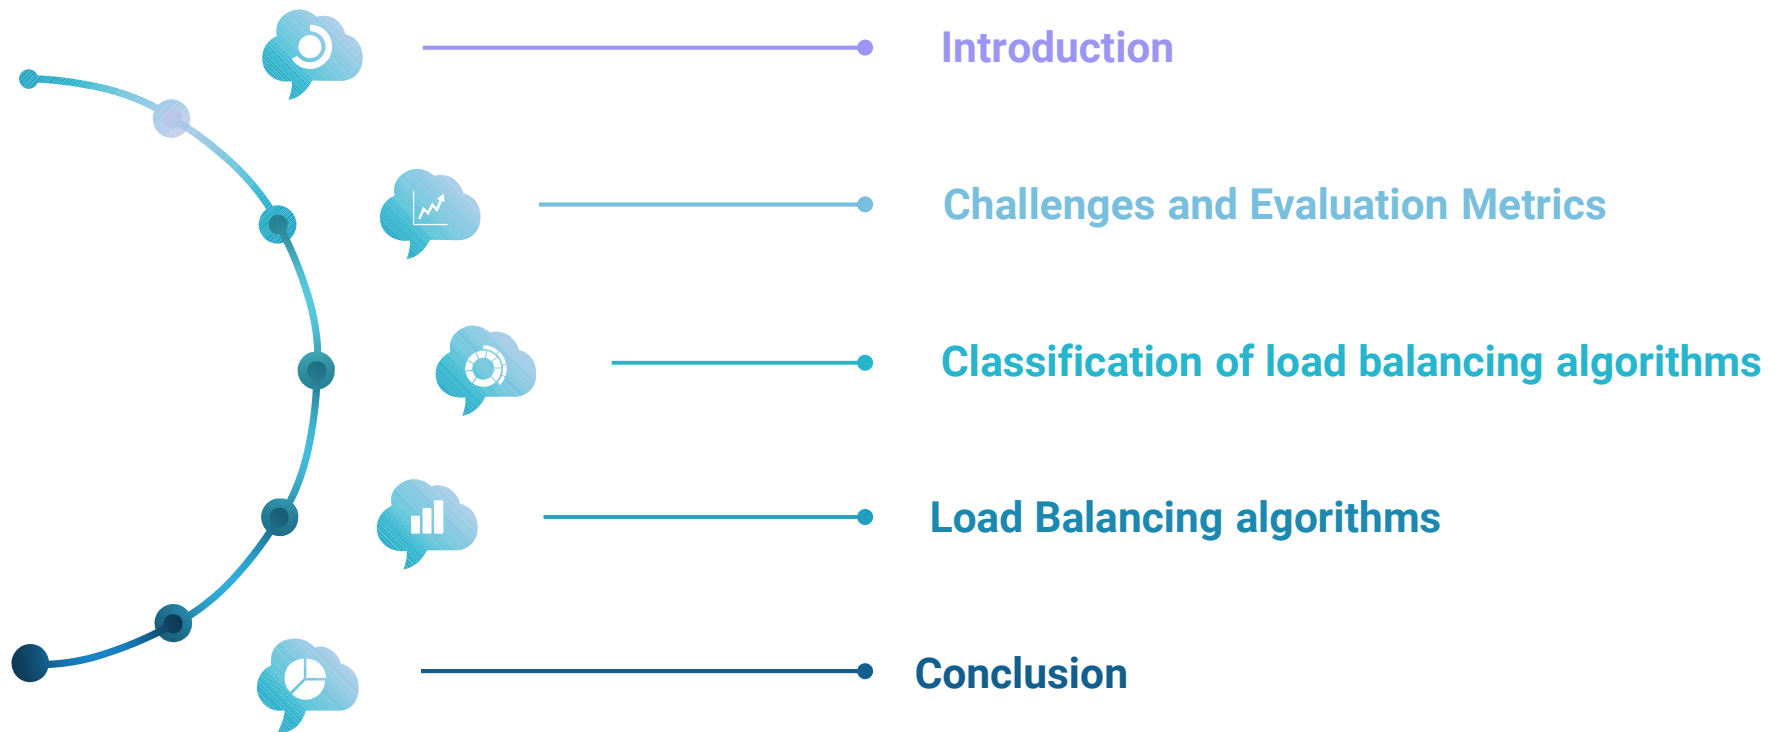 Introduction
Challenges and Evaluation Metrics
Classification of load balancing algorithms
Load Balancing algorithms
Conclusion